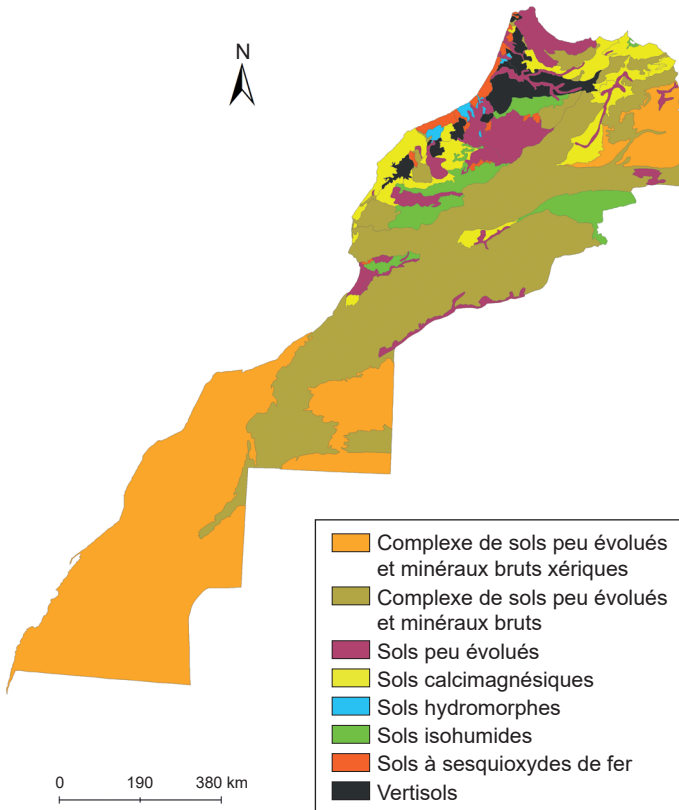 N
Complexe de sols peu évolués
et minéraux bruts xériques
Complexe de sols peu évolués
et minéraux bruts
Sols peu évolués
Sols calcimagnésiques
Sols hydromorphes
Sols isohumides
Sols à sesquioxydes de fer
Vertisols
0 190 380 km